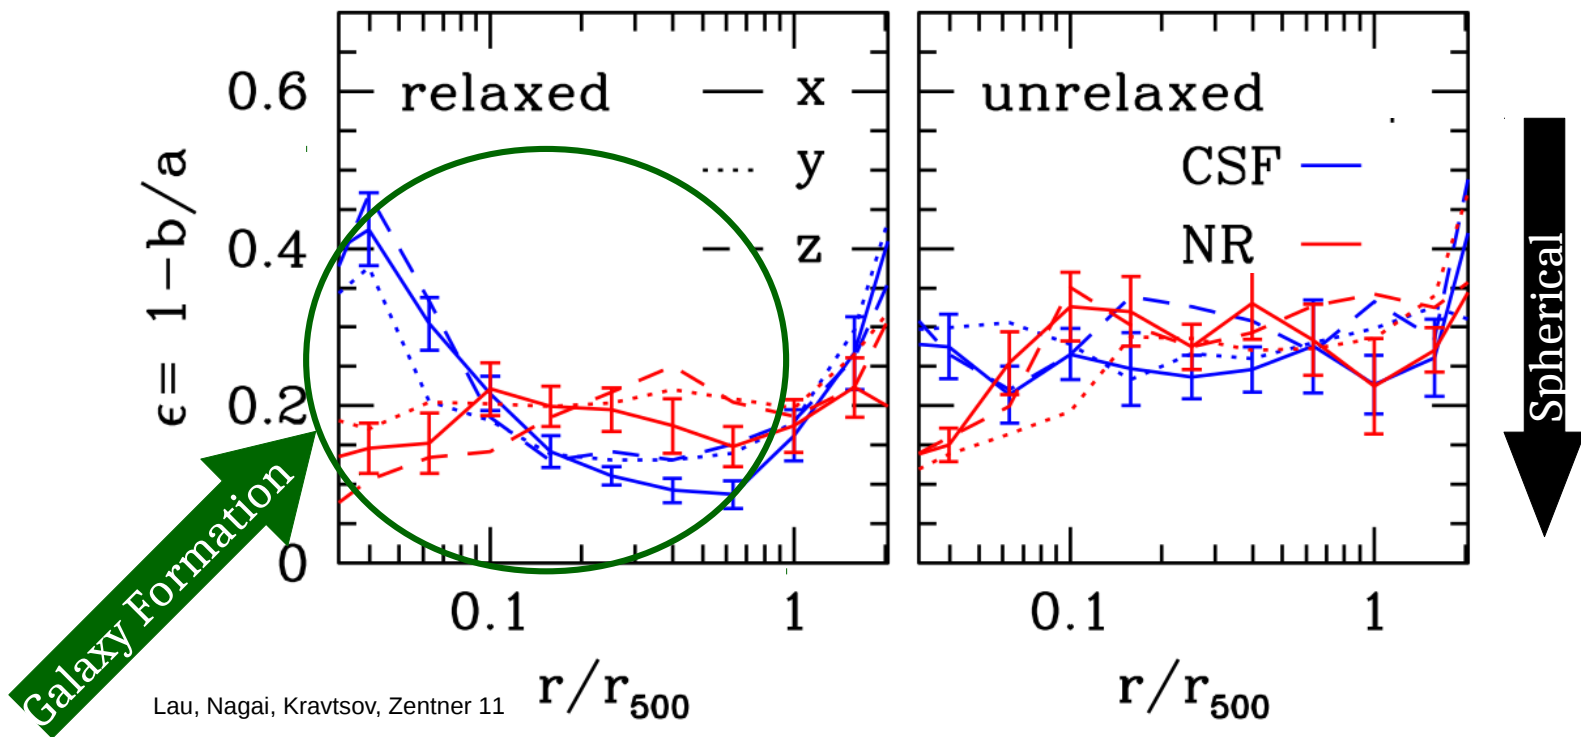 relaxed
x
y
z
unrelaxed
CSF
NR
0.6
0.4
0.2
0
ϵ= 1−b/a
0.1
1
0.1
1
r/r500
r/r500
Galaxy Formation
Spherical
Lau, Nagai, Kravtsov, Zentner 11